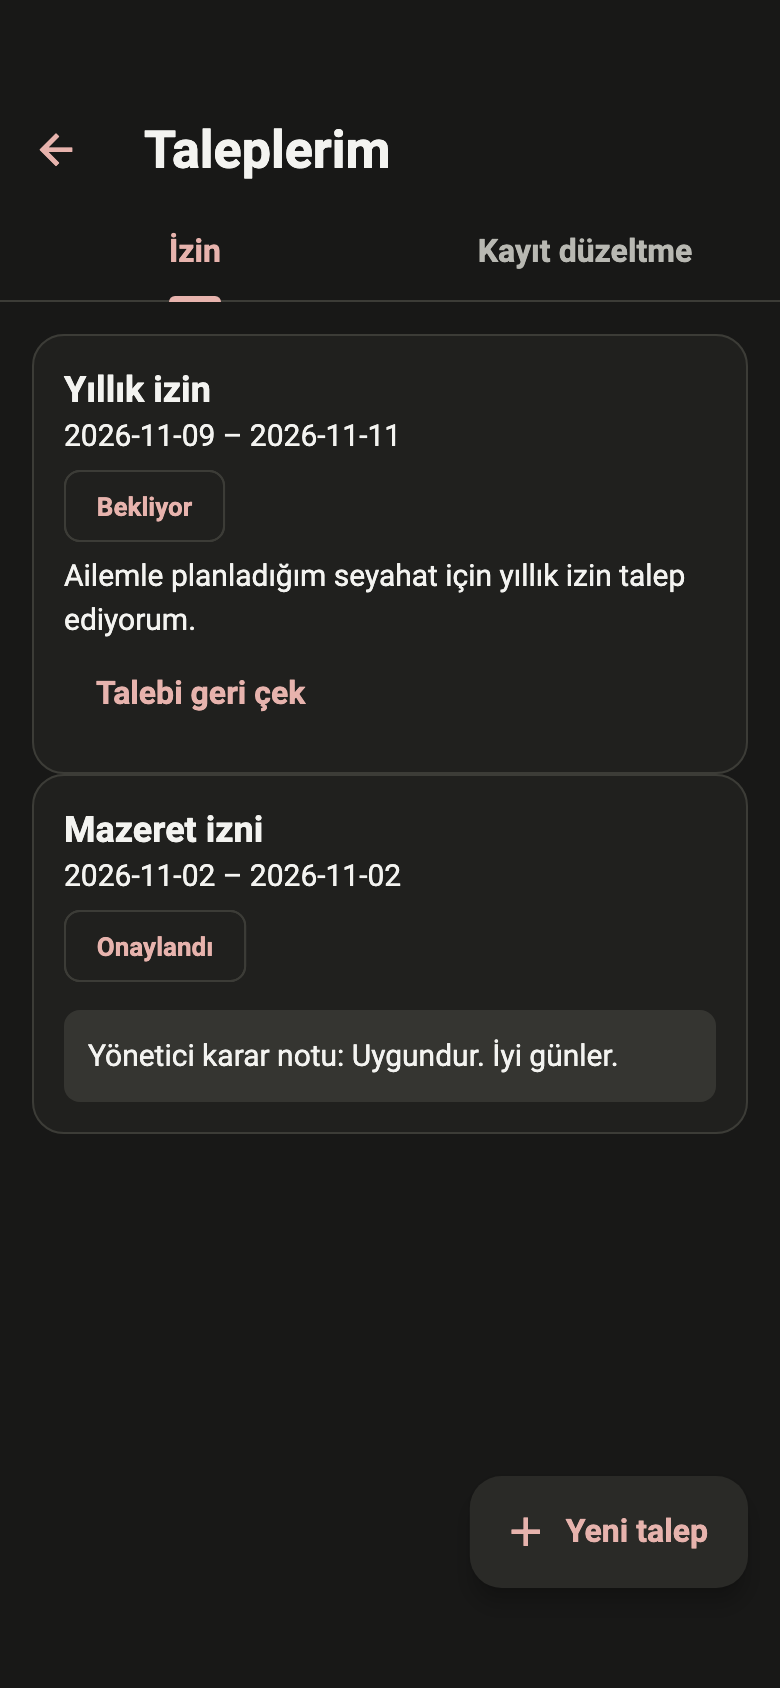 Taleplerim
İzin
Kayıt düzeltme
Yıllık izin
2026-11-09 – 2026-11-11
Bekliyor
Ailemle planladığım seyahat için yıllık izin talep
ediyorum.
Talebi geri çek
Mazeret izni
2026-11-02 – 2026-11-02
Onaylandı
Yönetici karar notu: Uygundur. İyi günler.
Yeni talep